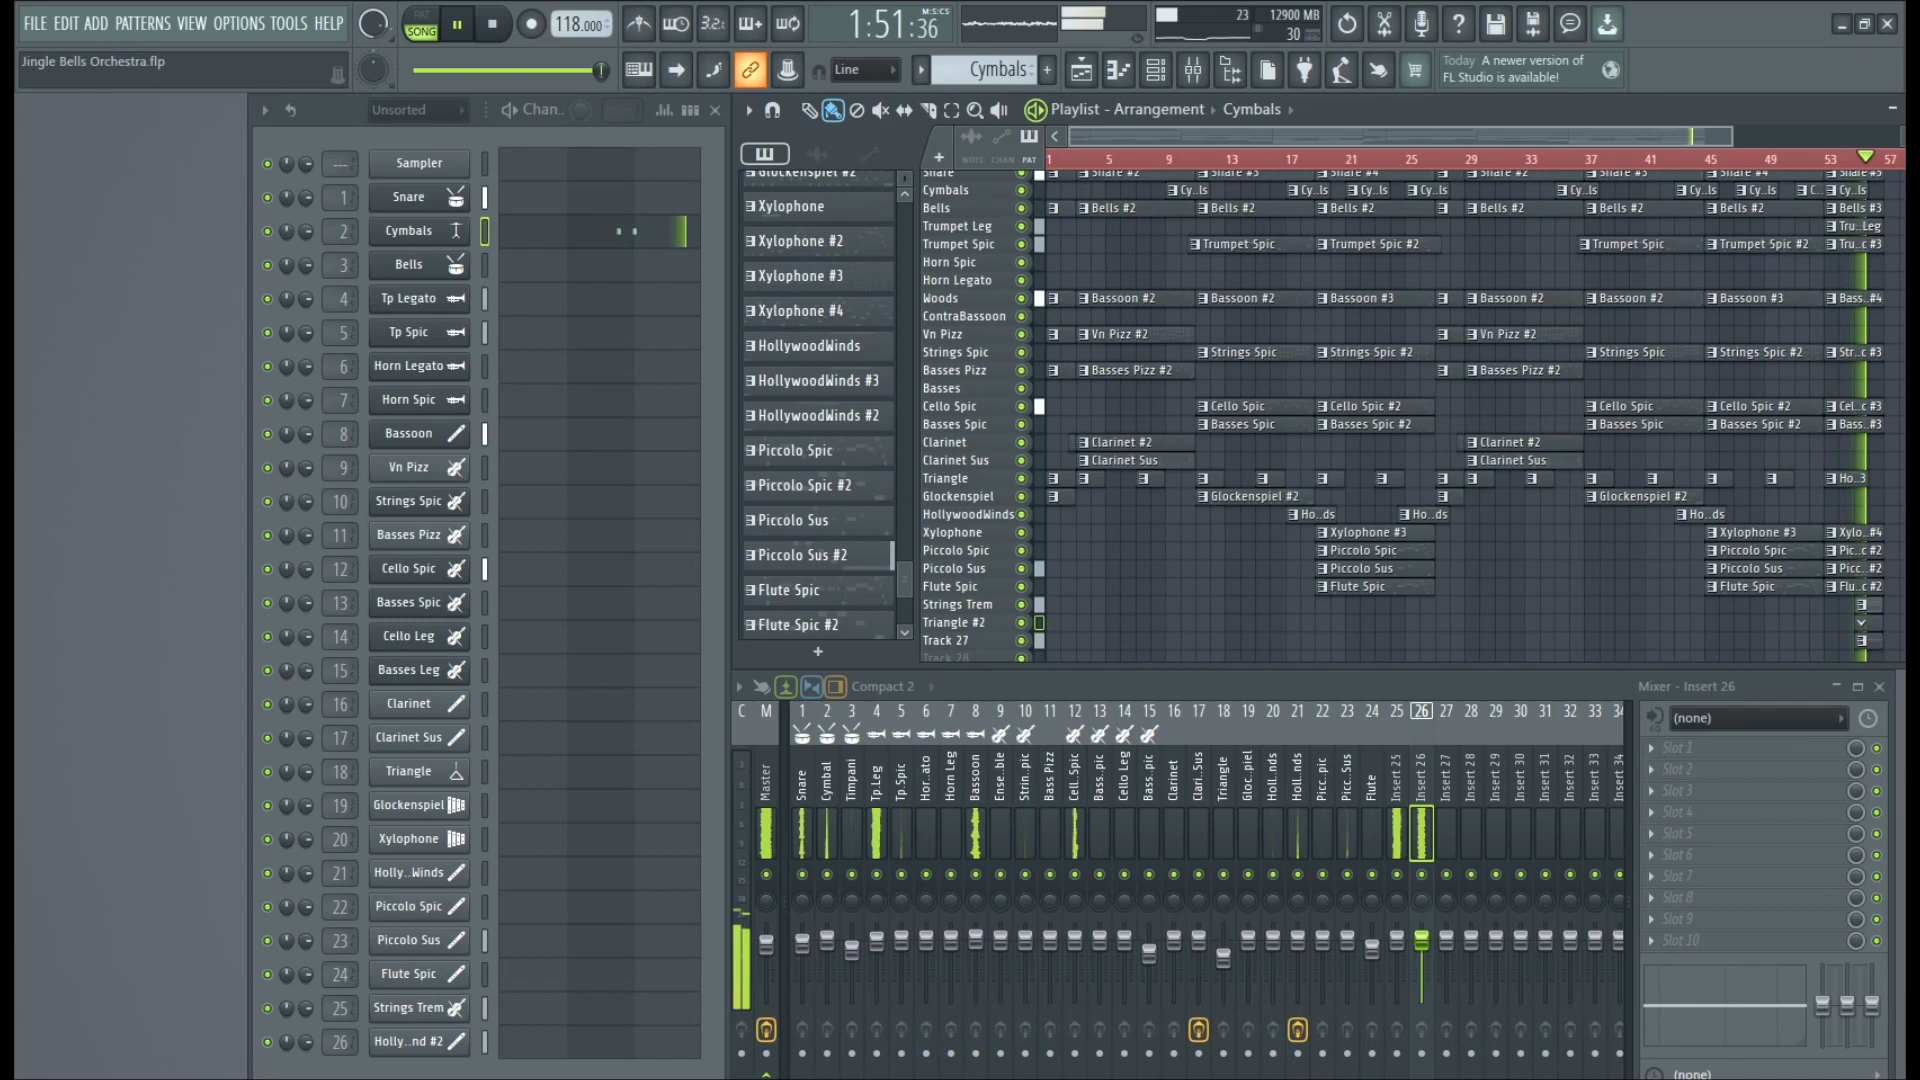 FILE EDIT ADD PATTERNS VIEW OPTIONS TOOLS HELP
PAT
SONG
118.000
3.2.
1:51:36
M:S:CS
23
12900 MB
30
Jingle Bells Orchestra.flp
Line
Cymbals
Today A newer version of
FL Studio is available!
Unsorted
Chan..
Playlist - Arrangement
Cymbals
NOTE CHAN PAT
1 5 9 13 17 21 25 29 33 37 41 45 49 53 57
--- Sampler
1 Snare
2 Cymbals
3 Bells
4 Tp Legato
5 Tp Spic
6 Horn Legato
7 Horn Spic
8 Bassoon
9 Vn Pizz
10 Strings Spic
11 Basses Pizz
12 Cello Spic
13 Basses Spic
14 Cello Leg
15 Basses Leg
16 Clarinet
17 Clarinet Sus
18 Triangle
19 Glockenspiel
20 Xylophone
21 Holly..Winds
22 Piccolo Spic
23 Piccolo Sus
24 Flute Spic
25 Strings Trem
26 Holly..nd #2
Glockenspiel #2
Xylophone
Xylophone #2
Xylophone #3
Xylophone #4
HollywoodWinds
HollywoodWinds #3
HollywoodWinds #2
Piccolo Spic
Piccolo Spic #2
Piccolo Sus
Piccolo Sus #2
Flute Spic
Flute Spic #2
Snare Snare #2 Snare #3 Snare #4 Snare #2 Snare #3 Snare #4 Snare #5
Cymbals Cy..ls Cy..ls Cy..ls Cy..ls Cy..ls Cy..ls Cy..ls C.. Cy..ls
Bells Bells #2 Bells #2 Bells #2 Bells #2 Bells #2 Bells #2 Bells #3
Trumpet Leg Tru..Leg
Trumpet Spic Trumpet Spic Trumpet Spic #2 Trumpet Spic Trumpet Spic #2 Tru..c #3
Horn Spic
Horn Legato
Woods Bassoon #2 Bassoon #2 Bassoon #3 Bassoon #2 Bassoon #2 Bassoon #3 Bass..#4
ContraBassoon
Vn Pizz Vn Pizz #2 Vn Pizz #2
Strings Spic Strings Spic Strings Spic #2 Strings Spic Strings Spic #2 Str..c #3
Basses Pizz Basses Pizz #2 Basses Pizz #2
Basses
Cello Spic Cello Spic Cello Spic #2 Cello Spic Cello Spic #2 Cel..c #3
Basses Spic Basses Spic Basses Spic #2 Basses Spic Basses Spic #2 Bass..#3
Clarinet Clarinet #2 Clarinet #2
Clarinet Sus Clarinet Sus Clarinet Sus
Triangle Ho..3
Glockenspiel Glockenspiel #2 Glockenspiel #2
HollywoodWinds Ho..ds Ho..ds Ho..ds
Xylophone Xylophone #3 Xylophone #3 Xylo..#4
Piccolo Spic Piccolo Spic Piccolo Spic Pic..c #2
Piccolo Sus Piccolo Sus Piccolo Sus Picc..#2
Flute Spic Flute Spic Flute Spic Flu..c #2
Strings Trem
Triangle #2
Track 27
Track 28
Compact 2
Mixer - Insert 26
C M 1 2 3 4 5 6 7 8 9 10 11 12 13 14 15 16 17 18 19 20 21 22 23 24 25 26 27 28 29 30 31 32 33 34
Master
Snare
Cymbal
Timpani
Tp Leg
Tp Spic
Hor..ato
Horn Leg
Bassoon
Ense..ble
Strin..pic
Bass Pizz
Cell..Spic
Bass..pic
Cello Leg
Bass..pic
Clarinet
Clari..Sus
Triangle
Gloc..piel
Holl..nds
Holl..nds
Picc..pic
Picc..Sus
Flute
Insert 25
Insert 26
Insert 27
Insert 28
Insert 29
Insert 30
Insert 31
Insert 32
Insert 33
Insert 34
(none)
Slot 1
Slot 2
Slot 3
Slot 4
Slot 5
Slot 6
Slot 7
Slot 8
Slot 9
Slot 10
(none)